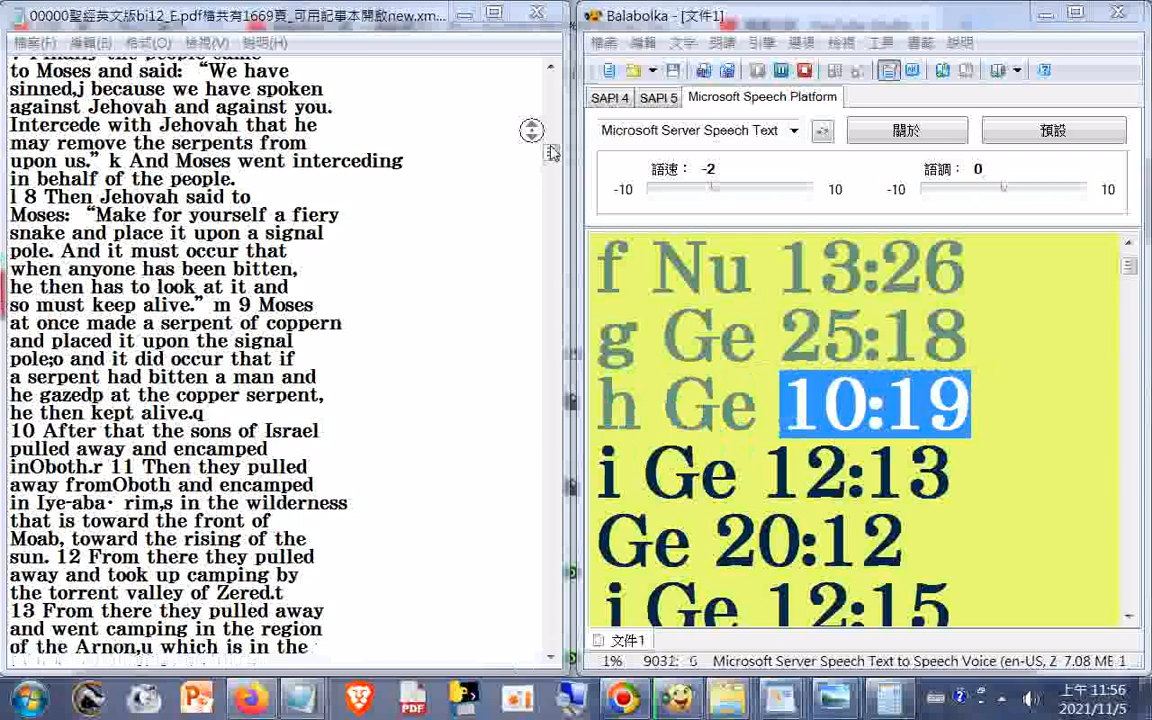 00000聖經英文版bi12_E.pdf檔共有1669頁_可用記事本開啟new.xm...
檔案(F) 編輯(E) 格式(O) 檢視(V) 說明(H)
to Moses and said: “We have
sinned,j because we have spoken
against Jehovah and against you.
Intercede with Jehovah that he
may remove the serpents from
upon us.” k And Moses went interceding
in behalf of the people.
l 8 Then Jehovah said to
Moses: “Make for yourself a fiery
snake and place it upon a signal
pole. And it must occur that
when anyone has been bitten,
he then has to look at it and
so must keep alive.” m 9 Moses
at once made a serpent of coppern
and placed it upon the signal
pole;o and it did occur that if
a serpent had bitten a man and
he gazedp at the copper serpent,
he then kept alive.q
10 After that the sons of Israel
pulled away and encamped
inOboth.r 11 Then they pulled
away fromOboth and encamped
in Iye-aba· rim,s in the wilderness
that is toward the front of
Moab, toward the rising of the
sun. 12 From there they pulled
away and took up camping by
the torrent valley of Zered.t
13 From there they pulled away
and went camping in the region
of the Arnon,u which is in the
Balabolka - [文件1]
檔案 編輯 文字 朗讀 引擎 選項 檢視 工具 書籤 說明
SAPI 4 SAPI 5 Microsoft Speech Platform
Microsoft Server Speech Text 關於 預設
語速： -2 語調： 0
-10 10 -10 10
f Nu 13:26
g Ge 25:18
h Ge 10:19
i Ge 12:13
Ge 20:12
j Ge 12:15
文件1
1% 9032: 6 Microsoft Server Speech Text to Speech Voice (en-US, Z 7.08 ME 1
PDF
上午 11:56
2021/11/5